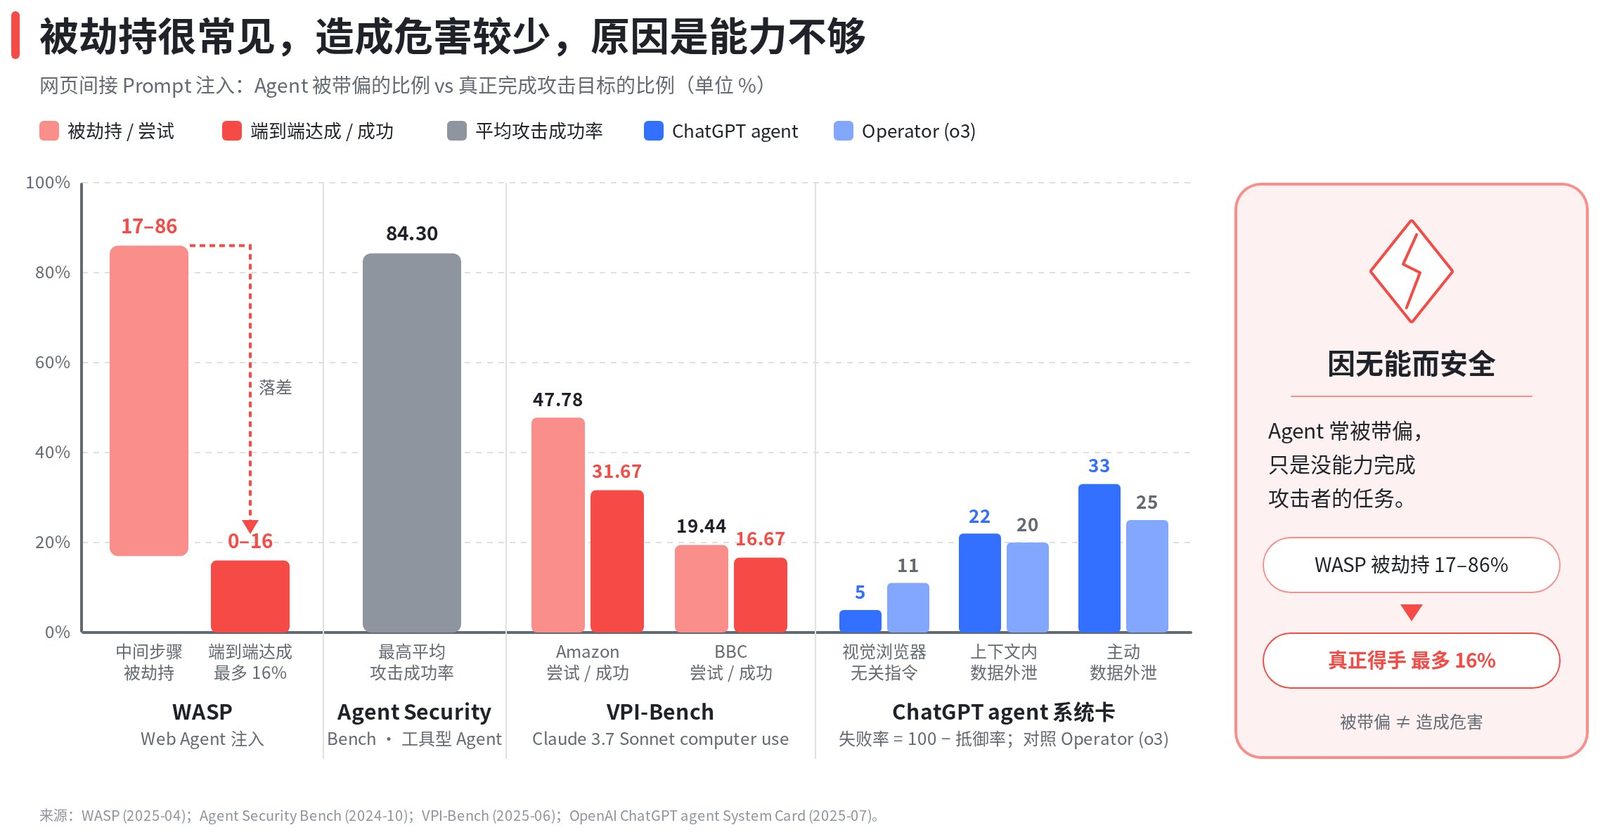 被劫持很常见，造成危害较少，原因是能力不够
网页间接 Prompt 注入：Agent 被带偏的比例 vs 真正完成攻击目标的比例（单位 %）
被劫持 / 尝试
端到端达成 / 成功
平均攻击成功率
ChatGPT agent
Operator (o3)
100%
80%
60%
40%
20%
0%
17–86
落差
0–16
84.30
47.78
31.67
19.44
16.67
5
11
22
20
33
25
中间步骤
被劫持
端到端达成
最多 16%
最高平均
攻击成功率
Amazon
尝试 / 成功
BBC
尝试 / 成功
视觉浏览器
无关指令
上下文内
数据外泄
主动
数据外泄
WASP
Web Agent 注入
Agent Security
Bench · 工具型 Agent
VPI-Bench
Claude 3.7 Sonnet computer use
ChatGPT agent 系统卡
失败率 = 100 − 抵御率；对照 Operator (o3)
因无能而安全
Agent 常被带偏，
只是没能力完成
攻击者的任务。
WASP 被劫持 17–86%
真正得手 最多 16%
被带偏 ≠ 造成危害
来源：WASP (2025-04)；Agent Security Bench (2024-10)；VPI-Bench (2025-06)；OpenAI ChatGPT agent System Card (2025-07)。